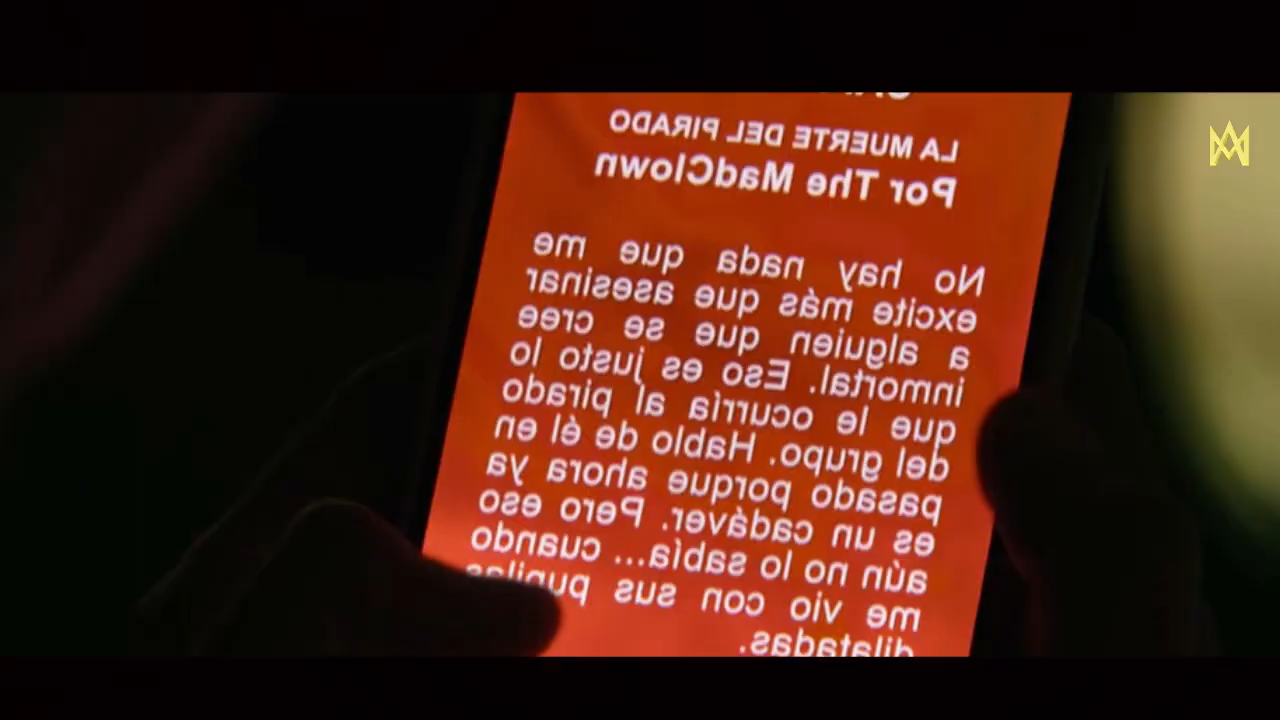 LA MUERTE DEL PIRADO
Por The MadClown
No hay nada que me
excite más que asesinar
a alguien que se cree
inmortal. Eso es justo lo
que le ocurría al pirado
del grupo. Hablo de él en
pasado porque ahora ya
es un cadáver. Pero eso
aún no lo sabía... cuando
me vio con sus pupilas
dilatadas.